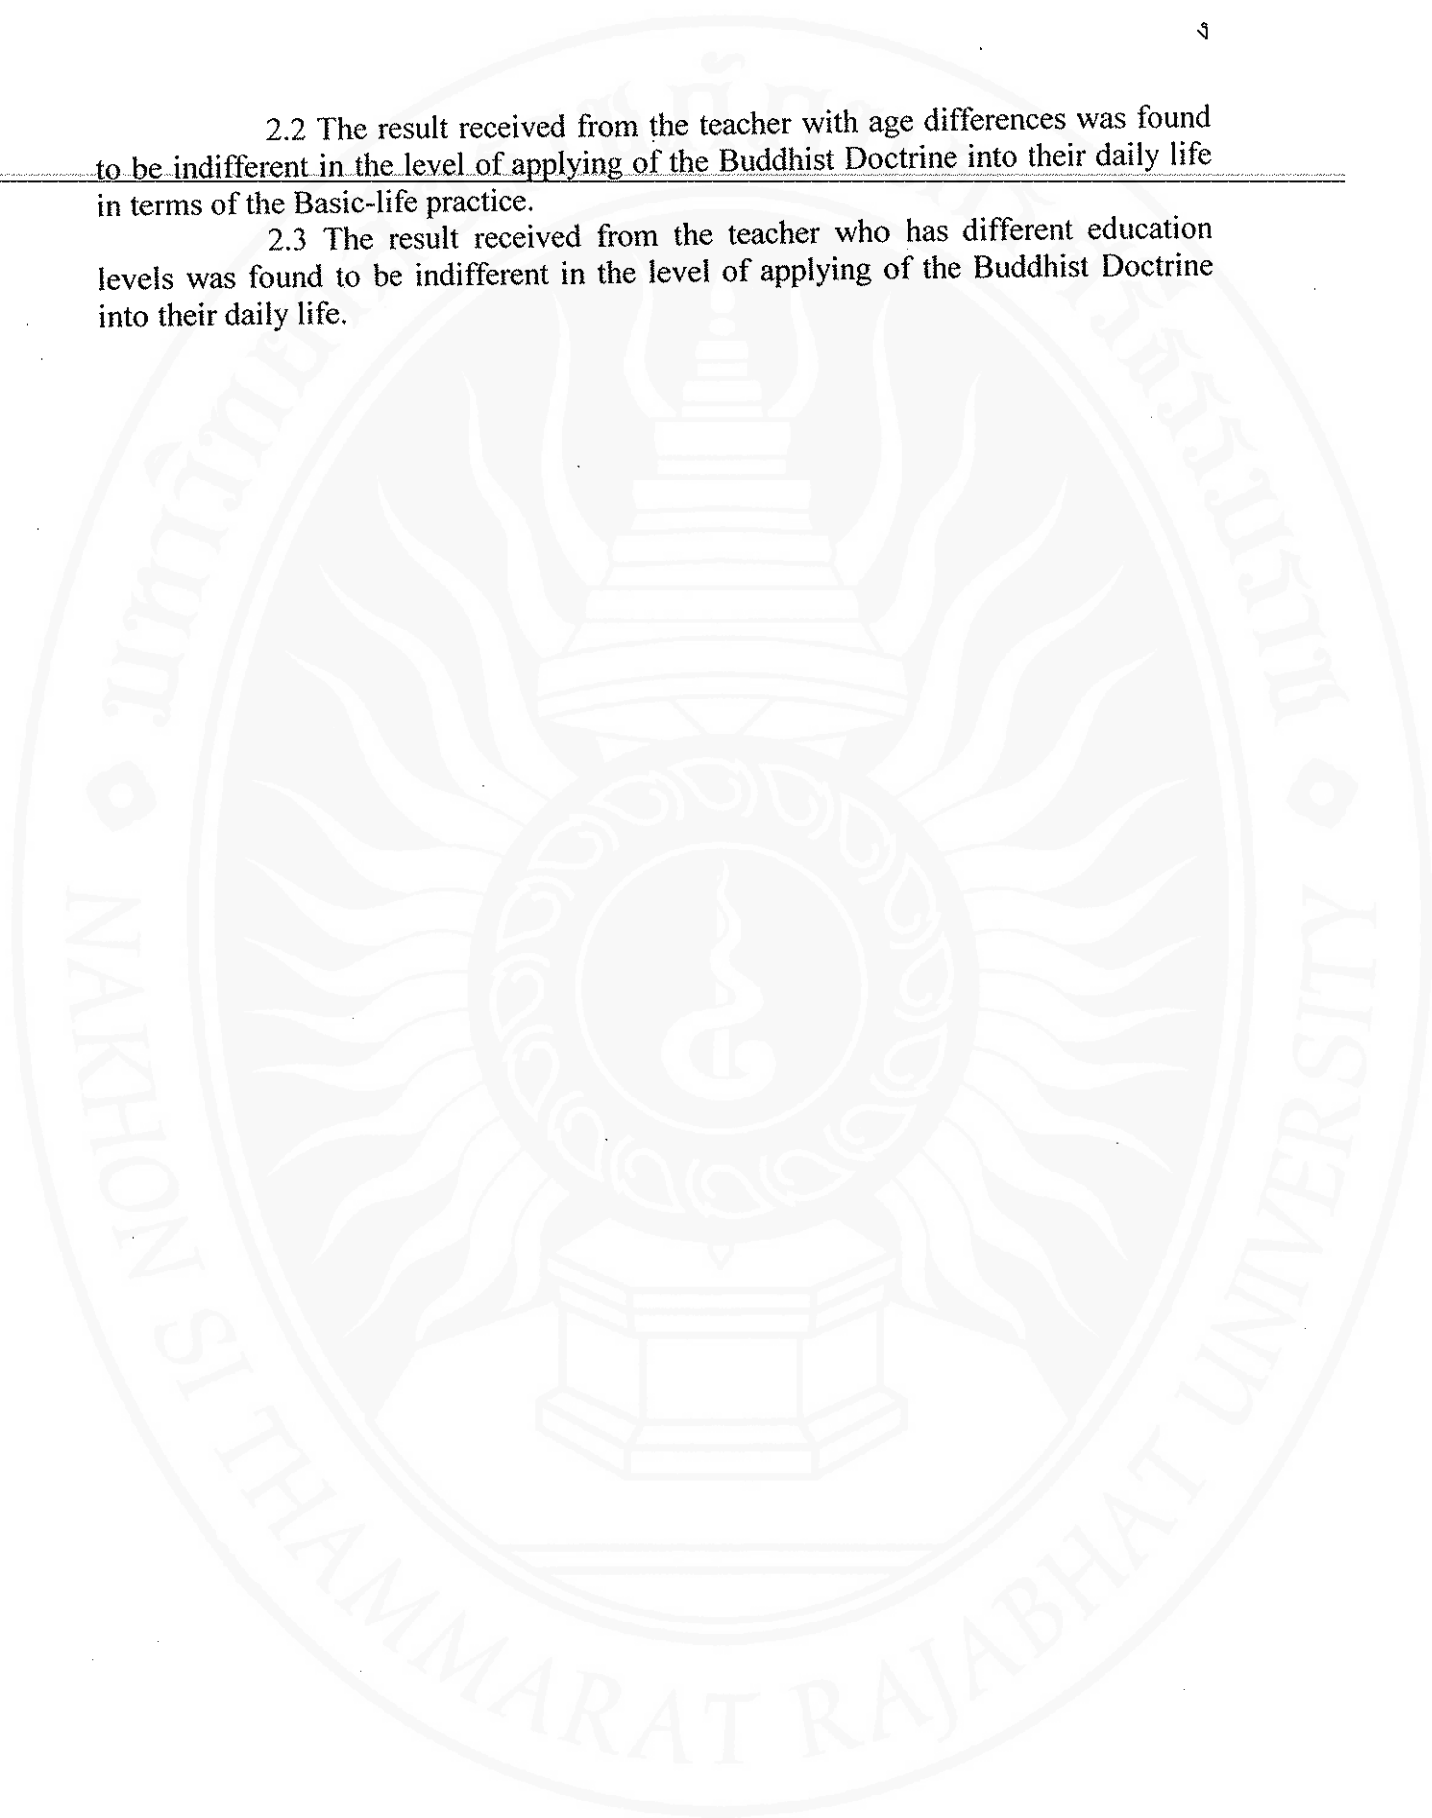 ง
2.2 The result received from the teacher with age differences was found
to be indifferent in the level of applying of the Buddhist Doctrine into their daily life
in terms of the Basic-life practice.
2.3 The result received from the teacher who has different education
levels was found to be indifferent in the level of applying of the Buddhist Doctrine
into their daily life.
NAKHON SI THAMMARAT RAJABHAT UNIVERSITY